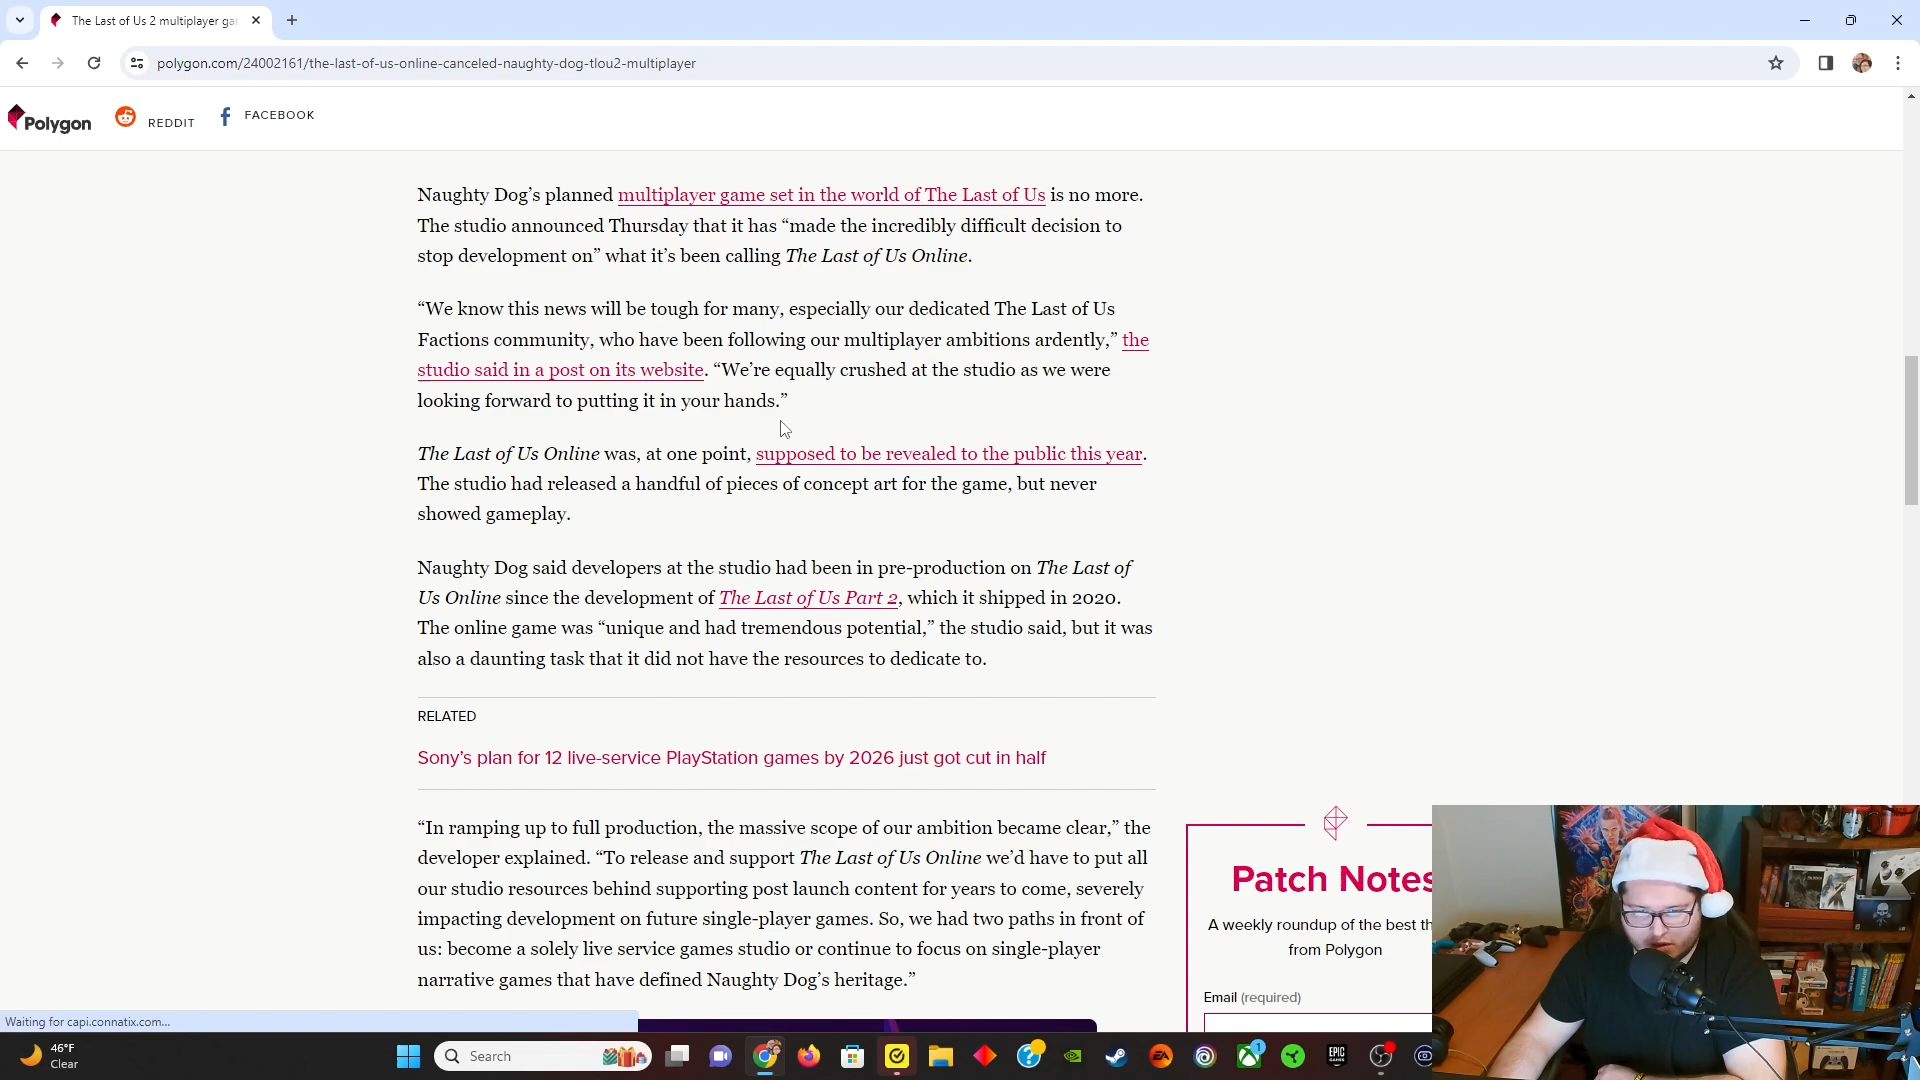 The Last of Us 2 multiplayer ga
polygon.com/24002161/the-last-of-us-online-canceled-naughty-dog-tlou2-multiplayer
Polygon
REDDIT
FACEBOOK
Naughty Dog’s planned multiplayer game set in the world of The Last of Us is no more.
The studio announced Thursday that it has “made the incredibly difficult decision to
stop development on” what it’s been calling The Last of Us Online.
“We know this news will be tough for many, especially our dedicated The Last of Us
Factions community, who have been following our multiplayer ambitions ardently,” the
studio said in a post on its website. “We’re equally crushed at the studio as we were
looking forward to putting it in your hands.”
The Last of Us Online was, at one point, supposed to be revealed to the public this year.
The studio had released a handful of pieces of concept art for the game, but never
showed gameplay.
Naughty Dog said developers at the studio had been in pre-production on The Last of
Us Online since the development of The Last of Us Part 2, which it shipped in 2020.
The online game was “unique and had tremendous potential,” the studio said, but it was
also a daunting task that it did not have the resources to dedicate to.
RELATED
Sony’s plan for 12 live-service PlayStation games by 2026 just got cut in half
“In ramping up to full production, the massive scope of our ambition became clear,” the
developer explained. “To release and support The Last of Us Online we’d have to put all
our studio resources behind supporting post launch content for years to come, severely
impacting development on future single-player games. So, we had two paths in front of
us: become a solely live service games studio or continue to focus on single-player
narrative games that have defined Naughty Dog’s heritage.”
Patch Notes
A weekly roundup of the best th
from Polygon
Email (required)
Waiting for capi.connatix.com...
46°F
Clear
Search
EA
1
EPIC
GAMES